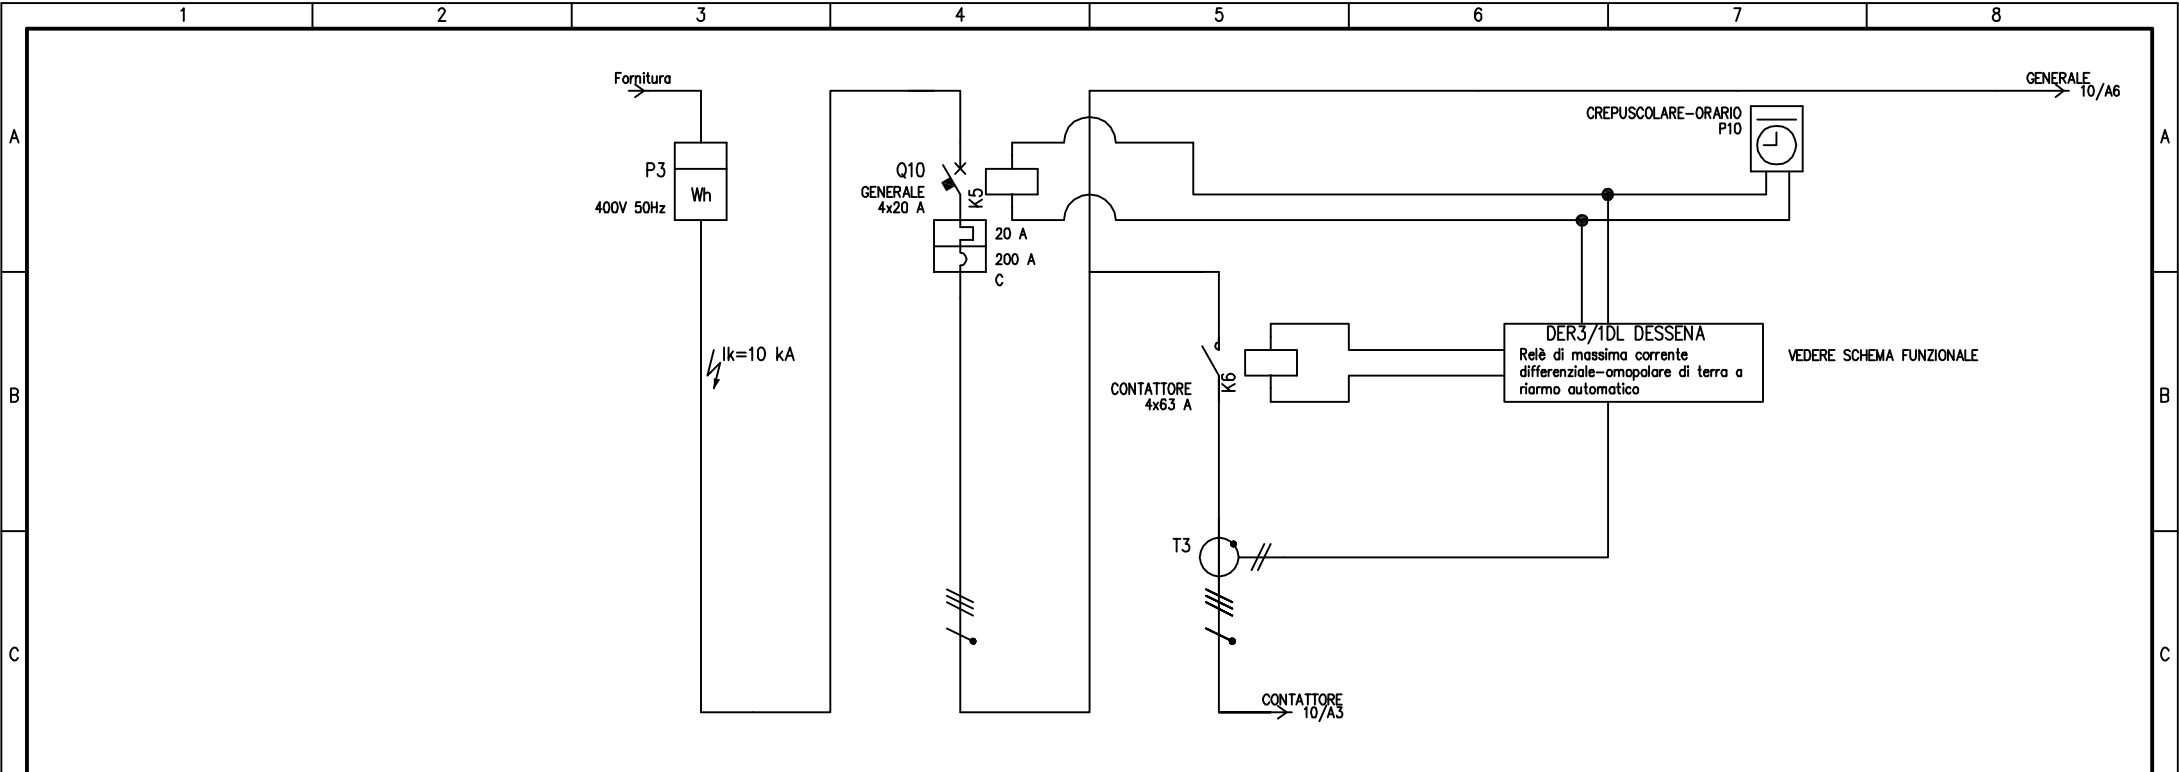 1 2 3 4 5 6 7 8
Fornitura
GENERALE
10/A6
CREPUSCOLARE-ORARIO
P10
A A
P3
Wh
400V 50Hz
Q10
GENERALE
4x20 A
K5
20 A
200 A
C
Ik=10 kA
DER3/1DL DESSENA
Relè di massima corrente
differenziale-omopolare di terra a
riarmo automatico
VEDERE SCHEMA FUNZIONALE
CONTATTORE
4x63 A
K6
B B
T3
C C
CONTATTORE
10/A3